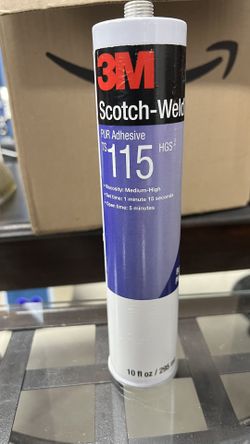 3M
Scotch-Weld
PUR Adhesive
TS 115 HGS
• Viscosity: Medium-High
• Set time: 1 minute 15 seconds
• Open time: 5 minutes
10 fl oz / 295